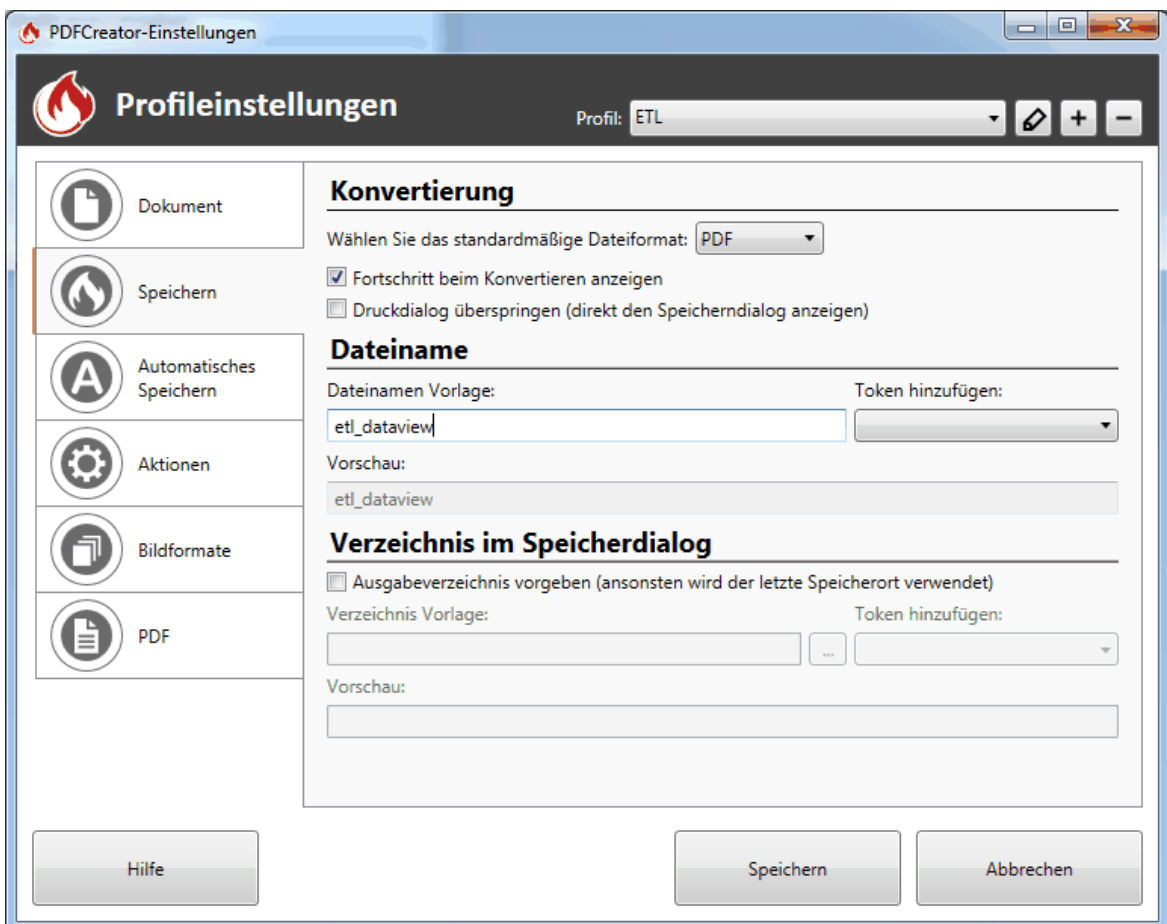 PDFCreator-Einstellungen
Profileinstellungen
Profil: ETL
Dokument
Speichern
Automatisches
Speichern
Aktionen
Bildformate
PDF
Konvertierung
Wählen Sie das standardmäßige Dateiformat: PDF
Fortschritt beim Konvertieren anzeigen
Druckdialog überspringen (direkt den Speicherndialog anzeigen)
Dateiname
Dateinamen Vorlage: Token hinzufügen:
etl_dataview
Vorschau:
etl_dataview
Verzeichnis im Speicherdialog
Ausgabeverzeichnis vorgeben (ansonsten wird der letzte Speicherort verwendet)
Verzeichnis Vorlage: Token hinzufügen:
...
Vorschau:
Hilfe Speichern Abbrechen